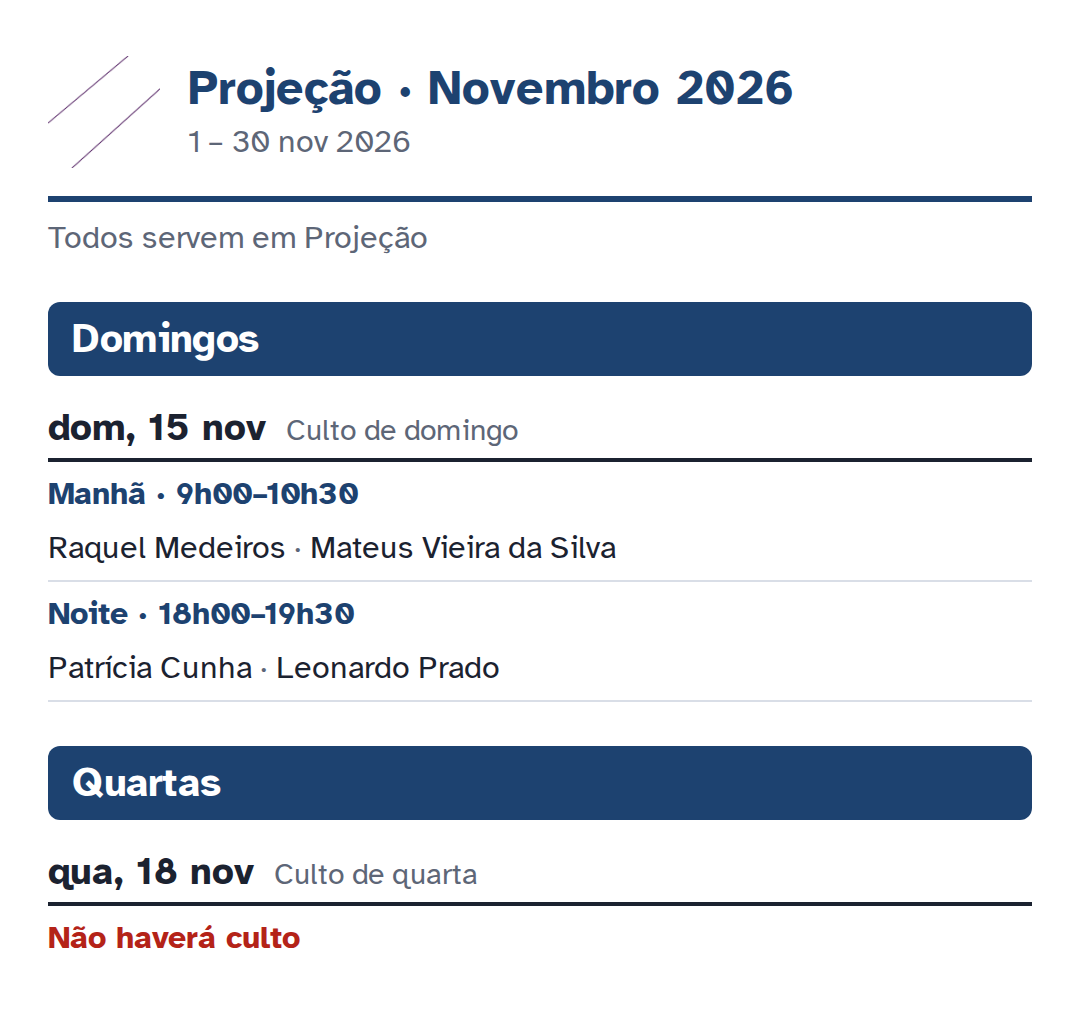 Projeção • Novembro 2026
1 – 30 nov 2026
Todos servem em Projeção
Domingos
dom, 15 nov Culto de domingo
Manhã • 9h00–10h30
Raquel Medeiros · Mateus Vieira da Silva
Noite • 18h00–19h30
Patrícia Cunha · Leonardo Prado
Quartas
qua, 18 nov Culto de quarta
Não haverá culto